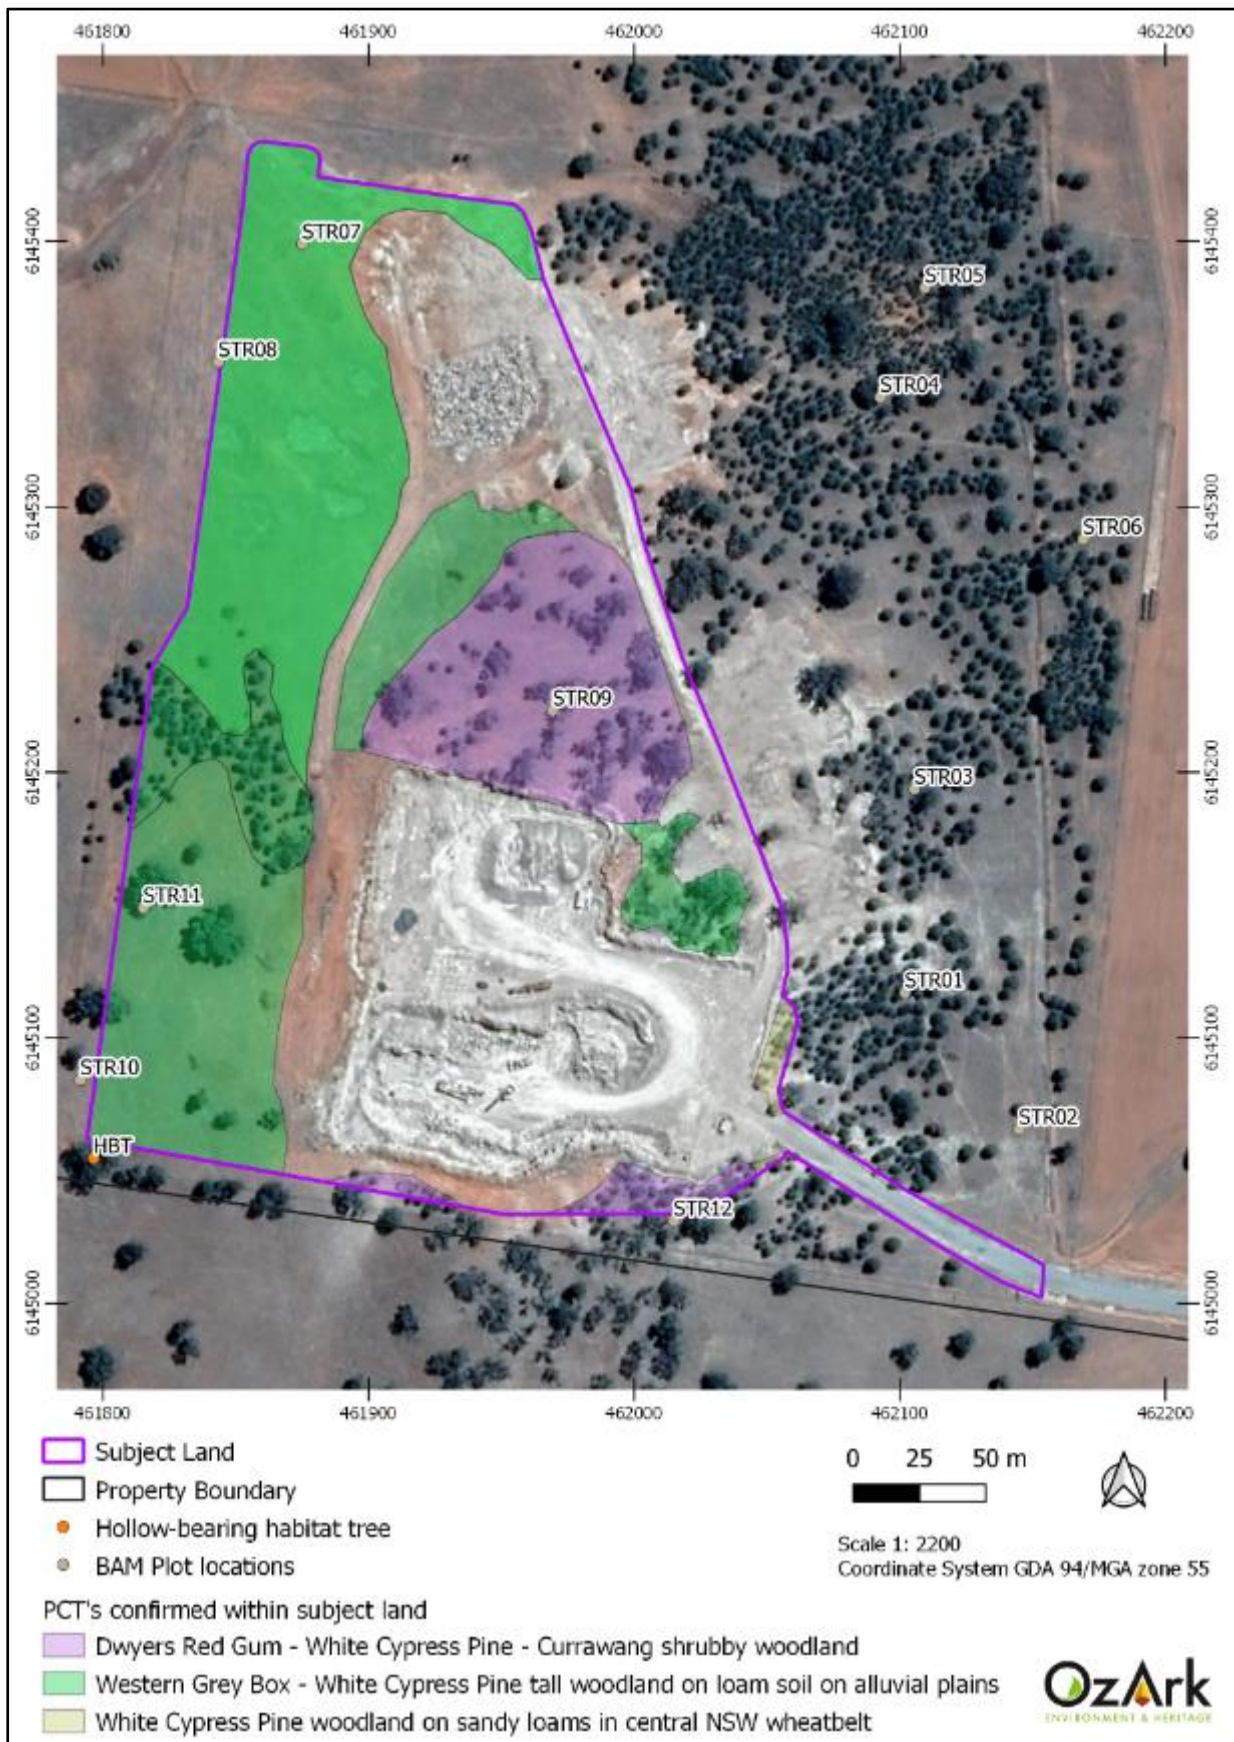 461800 461900 462000 462100 462200
6145400 6145400
STR07
STR05
STR08
STR04
6145300 6145300
STR06
STR09
6145200 6145200
STR03
STR11
STR01
6145100 6145100
STR10
STR02
HBT
STR12
6145000 6145000
461800 461900 462000 462100 462200
Subject Land
Property Boundary
Hollow-bearing habitat tree
BAM Plot locations
0 25 50 m
Scale 1: 2200
Coordinate System GDA 94/MGA zone 55
PCT's confirmed within subject land
Dwyers Red Gum - White Cypress Pine - Currawang shrubby woodland
Western Grey Box - White Cypress Pine tall woodland on loam soil on alluvial plains
White Cypress Pine woodland on sandy loams in central NSW wheatbelt
OzArk
ENVIRONMENT & HERITAGE